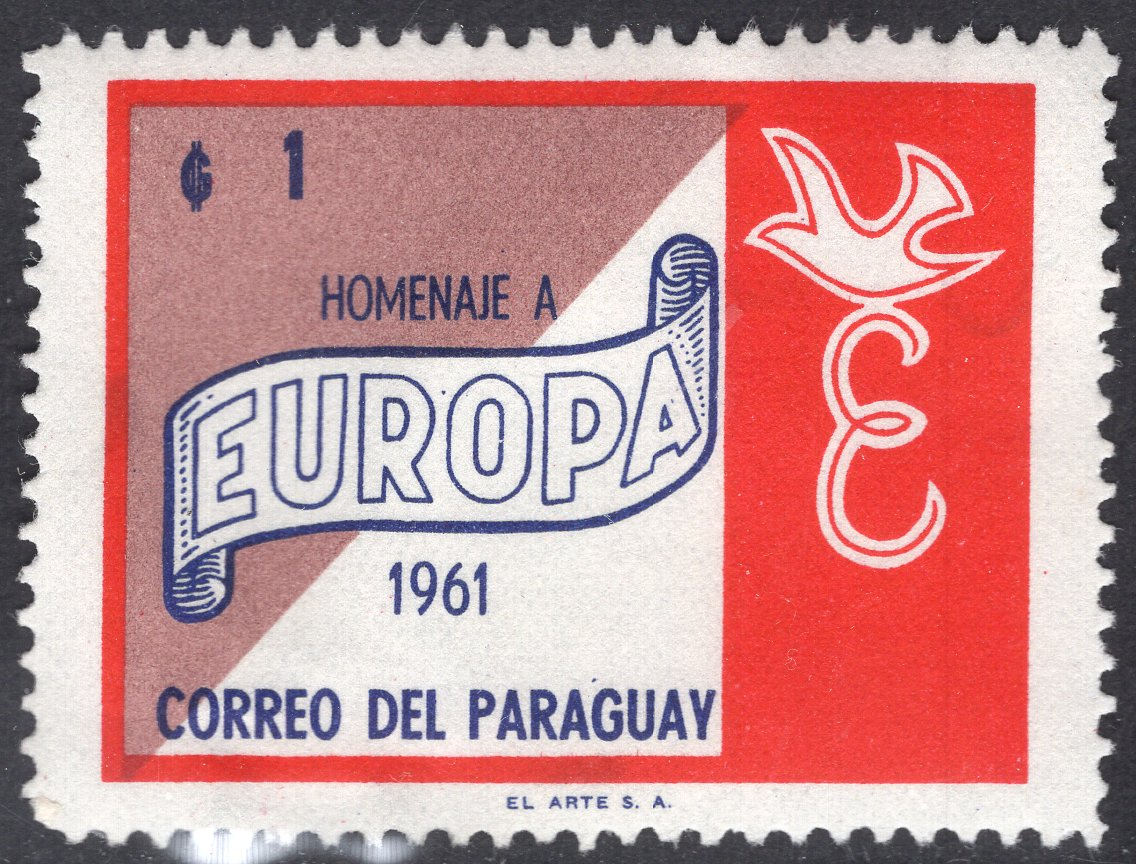 ₲ 1
HOMENAJE A
EUROPA
1961
CORREO DEL PARAGUAY
E
EL ARTE S. A.